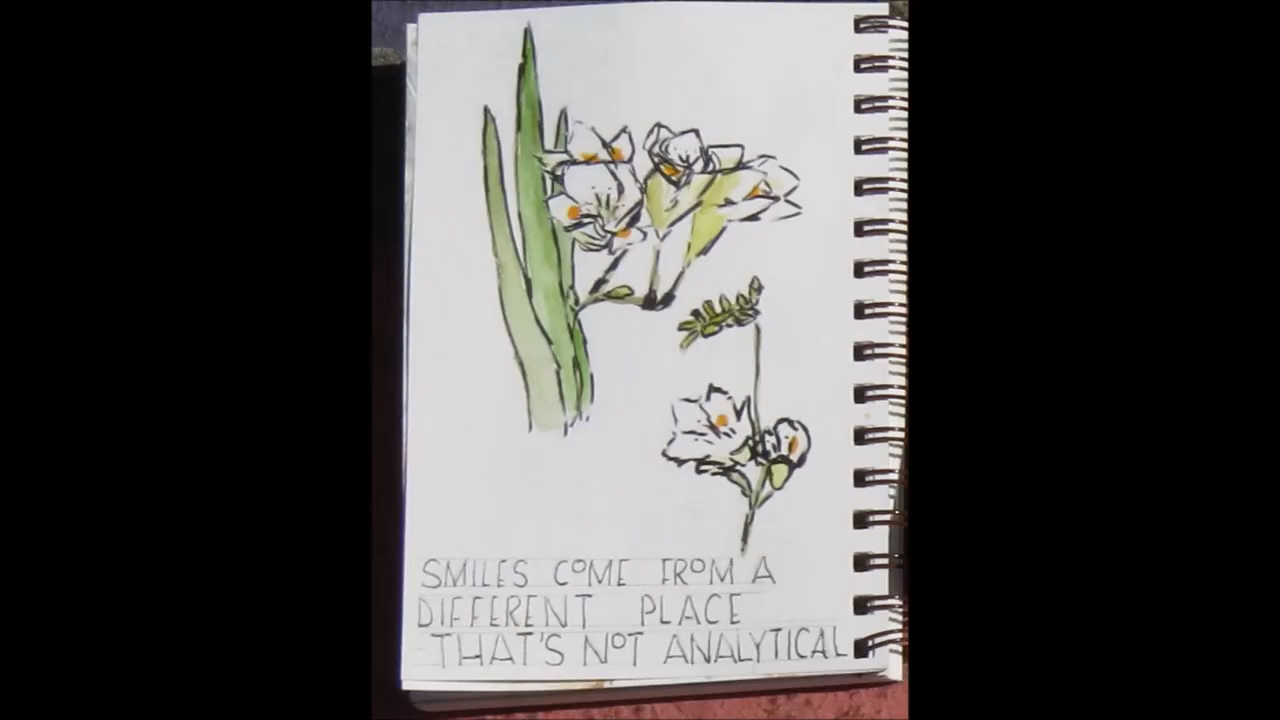 SMILES COME FROM A
DIFFERENT PLACE
THAT'S NOT ANALYTICAL